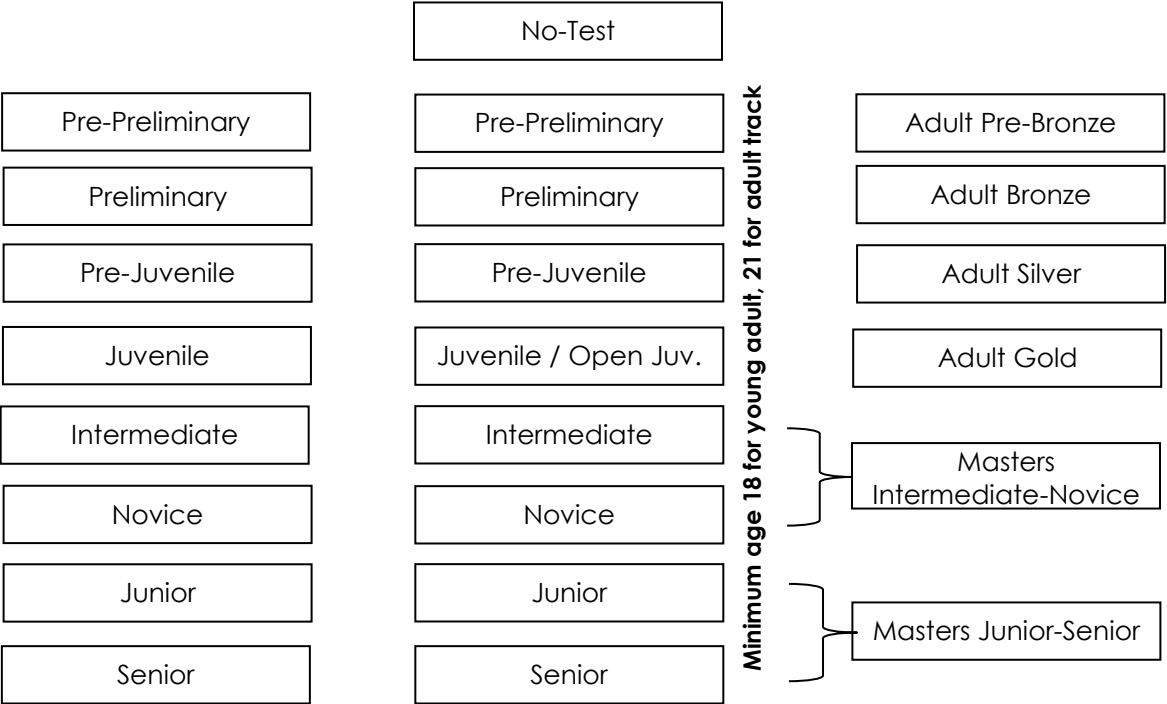 No-Test
Pre-Preliminary
Preliminary
Pre-Juvenile
Juvenile
Intermediate
Novice
Junior
Senior
Pre-Preliminary
Preliminary
Pre-Juvenile
Juvenile / Open Juv.
Intermediate
Novice
Junior
Senior
Minimum age 18 for young adult, 21 for adult track
Adult Pre-Bronze
Adult Bronze
Adult Silver
Adult Gold
Masters
Intermediate-Novice
Masters Junior-Senior